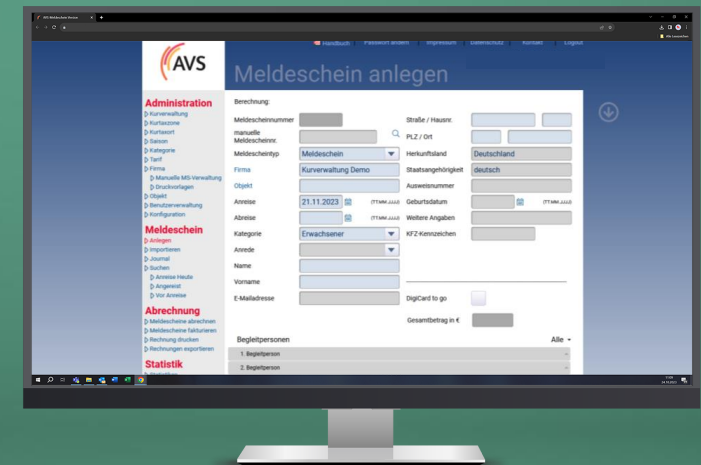 AVS Meldeschein Version
Handbuch Passwort ändern Impressum Datenschutz Kontakt Logout
AVS
Meldeschein anlegen
Administration
Kurverwaltung
Kurtaxzone
Kurtaxort
Saison
Kategorie
Tarif
Firma
Manuelle MS-Verwaltung
Druckvorlagen
Objekt
Benutzerverwaltung
Konfiguration
Meldeschein
Anlegen
Importieren
Journal
Suchen
Anreise Heute
Angereist
Vor Anreise
Abrechnung
Meldescheine abrechnen
Meldescheine fakturieren
Rechnung drucken
Rechnungen exportieren
Statistik
Berechnung:
Meldescheinnummer
manuelle
Meldescheinnr.
Meldescheintyp Meldeschein
Firma Kurverwaltung Demo
Objekt
Anreise 21.11.2023 (TT.MM.JJJJ)
Abreise (TT.MM.JJJJ)
Kategorie Erwachsener
Anrede
Name
Vorname
E-Mailadresse
Straße / Hausnr.
PLZ / Ort
Herkunftsland Deutschland
Staatsangehörigkeit deutsch
Ausweisnummer
Geburtsdatum (TT.MM.JJJJ)
Weitere Angaben
KFZ-Kennzeichen
DigiCard to go
Gesamtbetrag in €
Begleitpersonen Alle
1. Begleitperson
2. Begleitperson